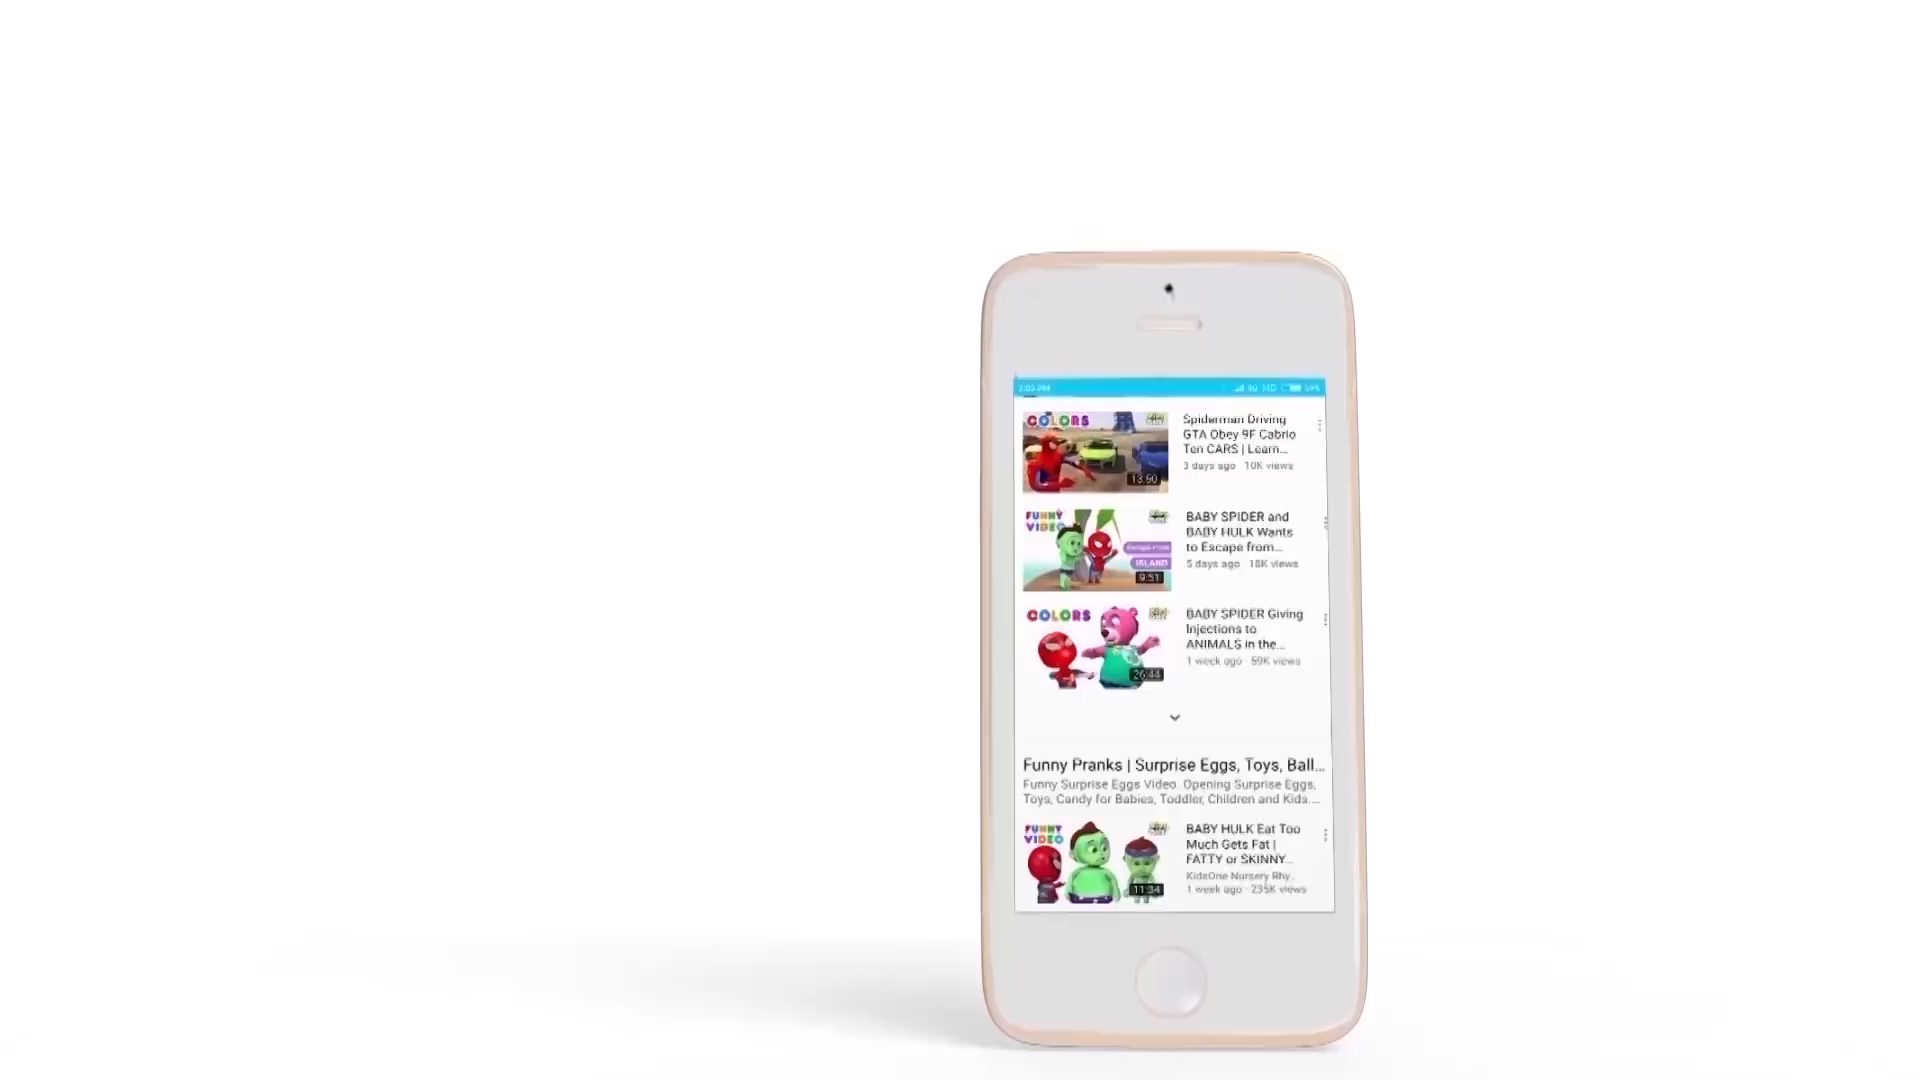 3:03 PM
COLORS
13:50
Spiderman Driving
GTA Obey 9F Cabrio
Ten CARS | Learn...
3 days ago · 10K views
FUNNY
VIDEO
ISLAND
9:51
BABY SPIDER and
BABY HULK Wants
to Escape from...
5 days ago · 18K views
COLORS
26:44
BABY SPIDER Giving
Injections to
ANIMALS in the...
1 week ago · 59K views
Funny Pranks | Surprise Eggs, Toys, Ball...
Funny Surprise Eggs Video. Opening Surprise Eggs,
Toys, Candy for Babies, Toddler, Children and Kids....
FUNNY
VIDEO
11:34
BABY HULK Eat Too
Much Gets Fat |
FATTY or SKINNY...
KidsOne Nursery Rhy..
1 week ago · 235K views